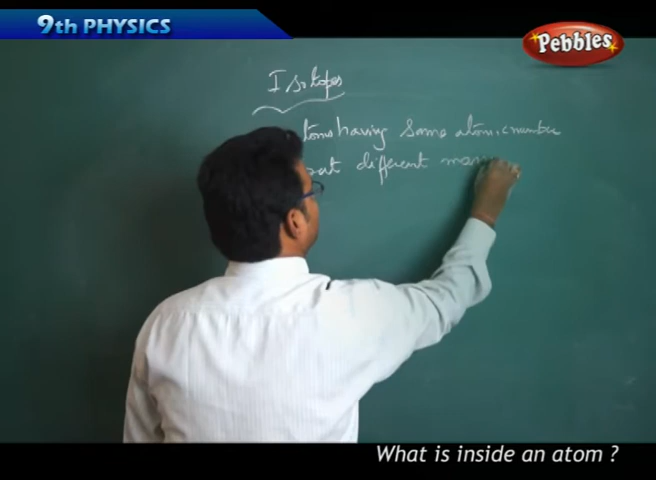 9th PHYSICS
Pebbles
Isotopes
toms having same atomic number
but different mass
What is inside an atom ?